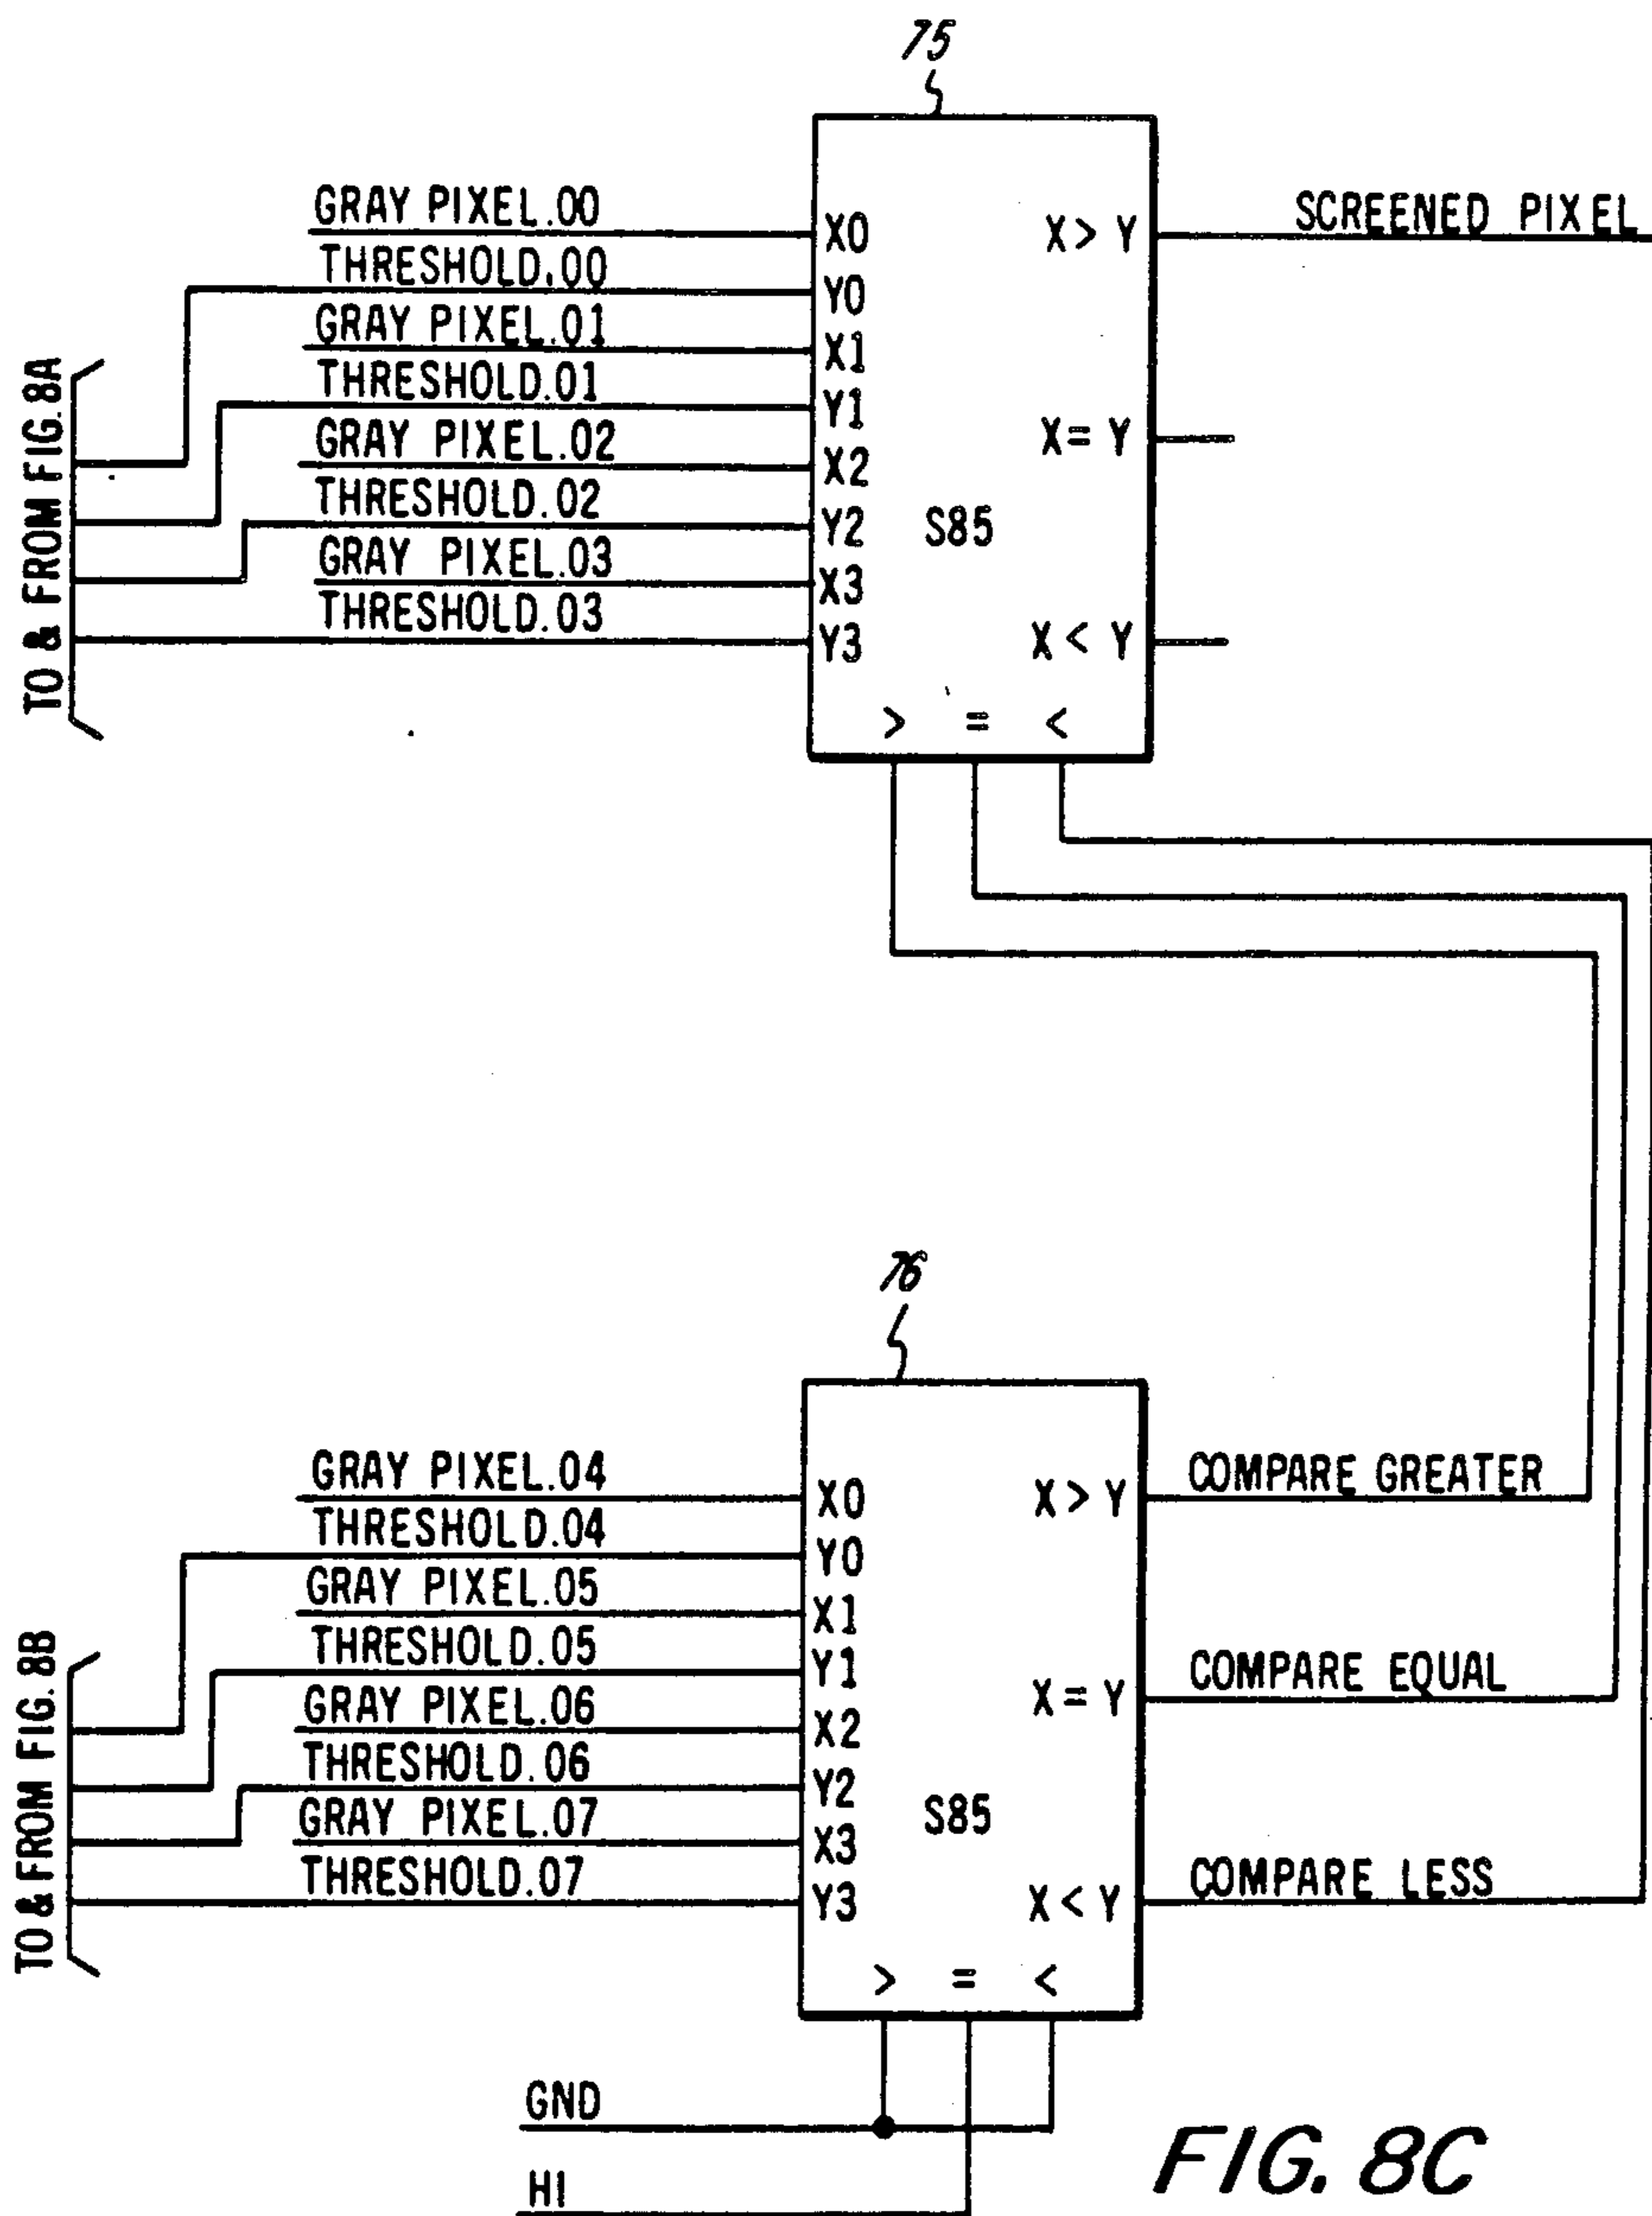 75
GRAY PIXEL.00
X0
X > Y
SCREENED PIXEL
THRESHOLD.00
Y0
GRAY PIXEL.01
X1
THRESHOLD.01
Y1
GRAY PIXEL.02
X2
X = Y
THRESHOLD.02
Y2
S85
GRAY PIXEL.03
X3
THRESHOLD.03
Y3
X < Y
> = <
TO & FROM FIG.8A
76
GRAY PIXEL.04
X0
X > Y
COMPARE GREATER
THRESHOLD.04
Y0
GRAY PIXEL.05
X1
THRESHOLD.05
Y1
GRAY PIXEL.06
X2
X = Y
COMPARE EQUAL
THRESHOLD.06
Y2
S85
GRAY PIXEL.07
X3
THRESHOLD.07
Y3
X < Y
COMPARE LESS
> = <
TO & FROM FIG. 8B
GND
HI
FIG. 8C